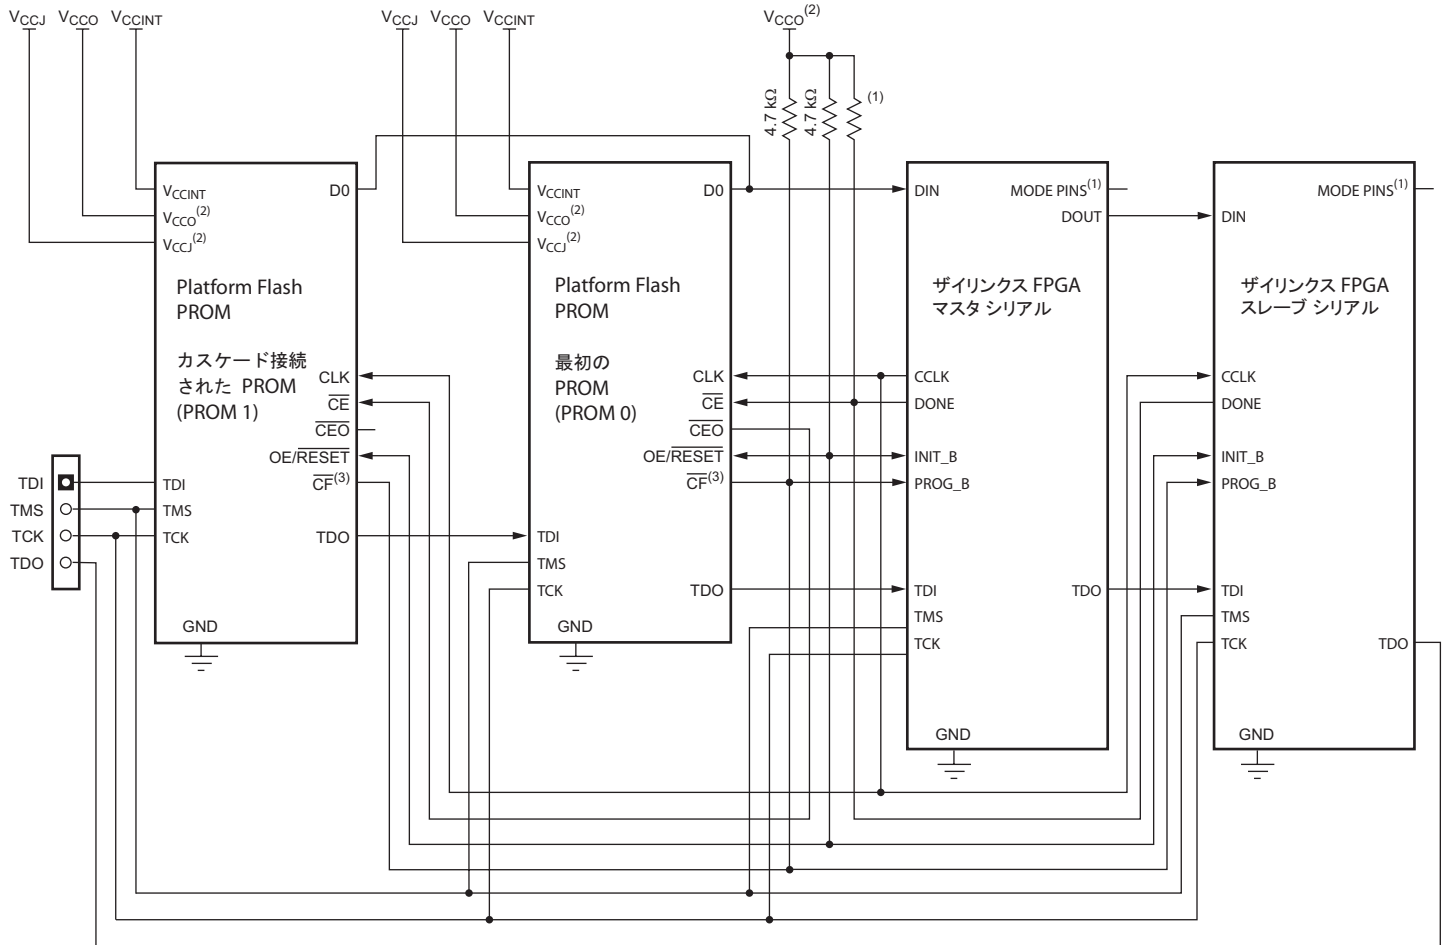 VCCJ VCCO VCCINT
VCCJ VCCO VCCINT
VCCO(2)
4.7 kΩ
4.7 kΩ
(1)
VCCINT
VCCO(2)
VCCJ(2)
D0
Platform Flash
PROM
カスケード接続
された PROM
(PROM 1)
CLK
CE
CEO
OE/RESET
CF(3)
TDI
TMS
TCK
TDO
GND
TDI
TMS
TCK
TDO
VCCINT
VCCO(2)
VCCJ(2)
D0
Platform Flash
PROM
最初の
PROM
(PROM 0)
CLK
CE
CEO
OE/RESET
CF(3)
TDI
TMS
TCK
TDO
GND
DIN
MODE PINS(1)
DOUT
ザイリンクス FPGA
マスタ シリアル
CCLK
DONE
INIT_B
PROG_B
TDI
TMS
TCK
TDO
GND
MODE PINS(1)
DIN
ザイリンクス FPGA
スレーブ シリアル
CCLK
DONE
INIT_B
PROG_B
TDI
TMS
TCK
TDO
GND